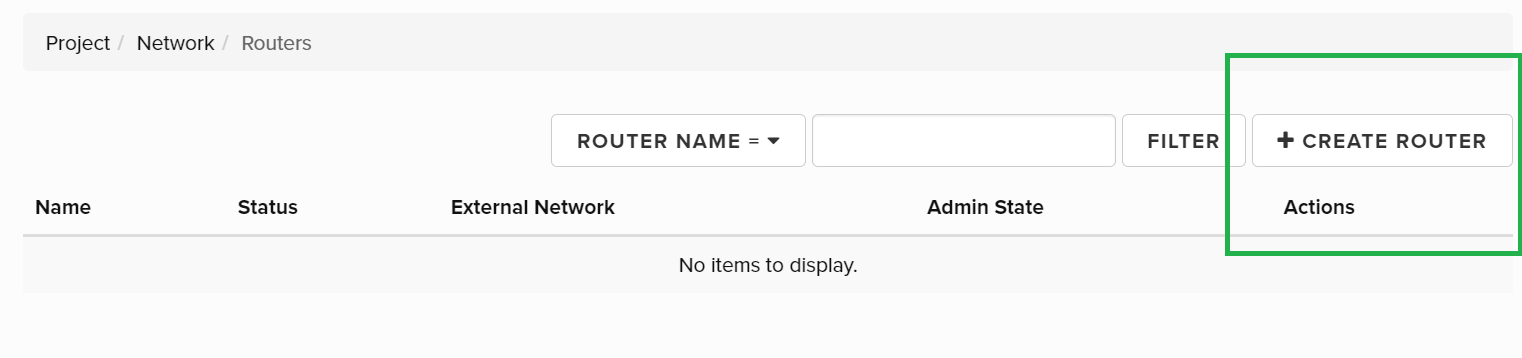 Project / Network / Routers
ROUTER NAME = FILTER + CREATE ROUTER
Name Status External Network Admin State Actions
No items to display.